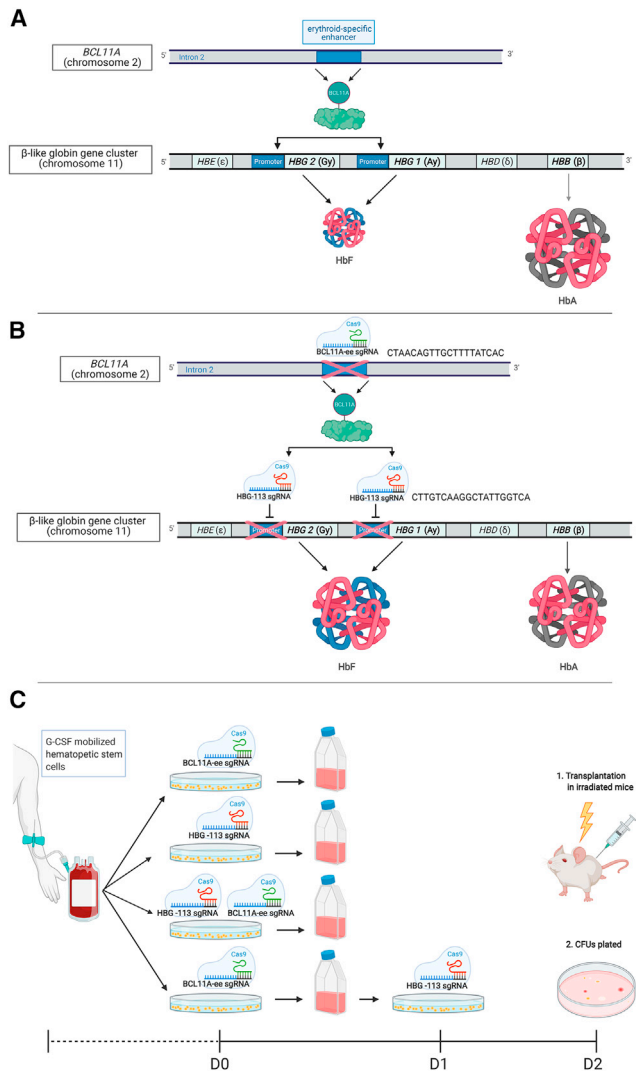 A
erythroid-specific
enhancer
BCL11A
(chromosome 2)
5'
Intron 2
3'
BCL11A
β-like globin gene cluster
(chromosome 11)
5'
HBE (ε)
Promoter
HBG 2 (Gy)
Promoter
HBG 1 (Ay)
HBD (δ)
HBB (β)
3'
HbF
HbA
B
Cas9
BCL11A-ee sgRNA
CTAACAGTTGCTTTTATCAC
BCL11A
(chromosome 2)
5'
Intron 2
3'
BCL11A
Cas9
HBG-113 sgRNA
Cas9
HBG-113 sgRNA
CTTGTCAAGGCTATTGGTCA
β-like globin gene cluster
(chromosome 11)
5'
HBE (ε)
Promoter
HBG 2 (Gy)
Promoter
HBG 1 (Ay)
HBD (δ)
HBB (β)
3'
HbF
HbA
C
G-CSF mobilized
hematopetic stem
cells
Cas9
BCL11A-ee sgRNA
Cas9
HBG -113 sgRNA
Cas9
HBG -113 sgRNA
Cas9
BCL11A-ee sgRNA
Cas9
BCL11A-ee sgRNA
Cas9
HBG -113 sgRNA
1. Transplantation
in irradiated mice
2. CFUs plated
D0
D1
D2